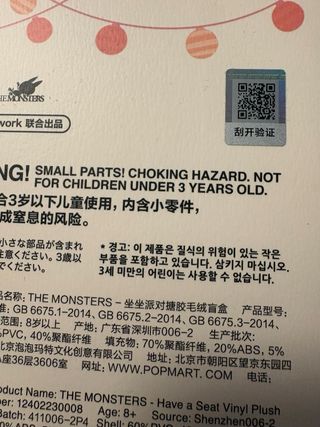 THE MONSTERS
work 联合出品
刮开验证
NG! SMALL PARTS! CHOKING HAZARD. NOT
FOR CHILDREN UNDER 3 YEARS OLD.
合3岁以下儿童使用，内含小零件，
成窒息的风险。
小さな部品が含まれ
注意ください。3歳以
でください。
* 경고: 이 제품은 질식의 위험이 있는 작은
부품을 포함하고 있습니다. 삼키지 마십시오.
3세 미만의 어린이는 사용할 수 없습니다.
品名称: THE MONSTERS - 坐坐派对搪胶毛绒盲盒 产品型号:
GB 6675.1–2014、GB 6675.2–2014、GB 6675.3–2014、
范围: 8岁以上 产地: 广东省深圳市006-2 主要
PVC, 40%聚酯纤维 填充物: 70%聚酯纤维, 20%ABS, 5%
北京泡泡玛特文化创意有限公司 地址: 北京市朝阳区望京东园四
座36层3606室 网址: WWW.POPMART.COM 电话:
Product Name: THE MONSTERS - Have a Seat Vinyl Plush
er: 12402230008 Age: 8+ Source: Shenzhen006-2
Batch: 411006-2P4